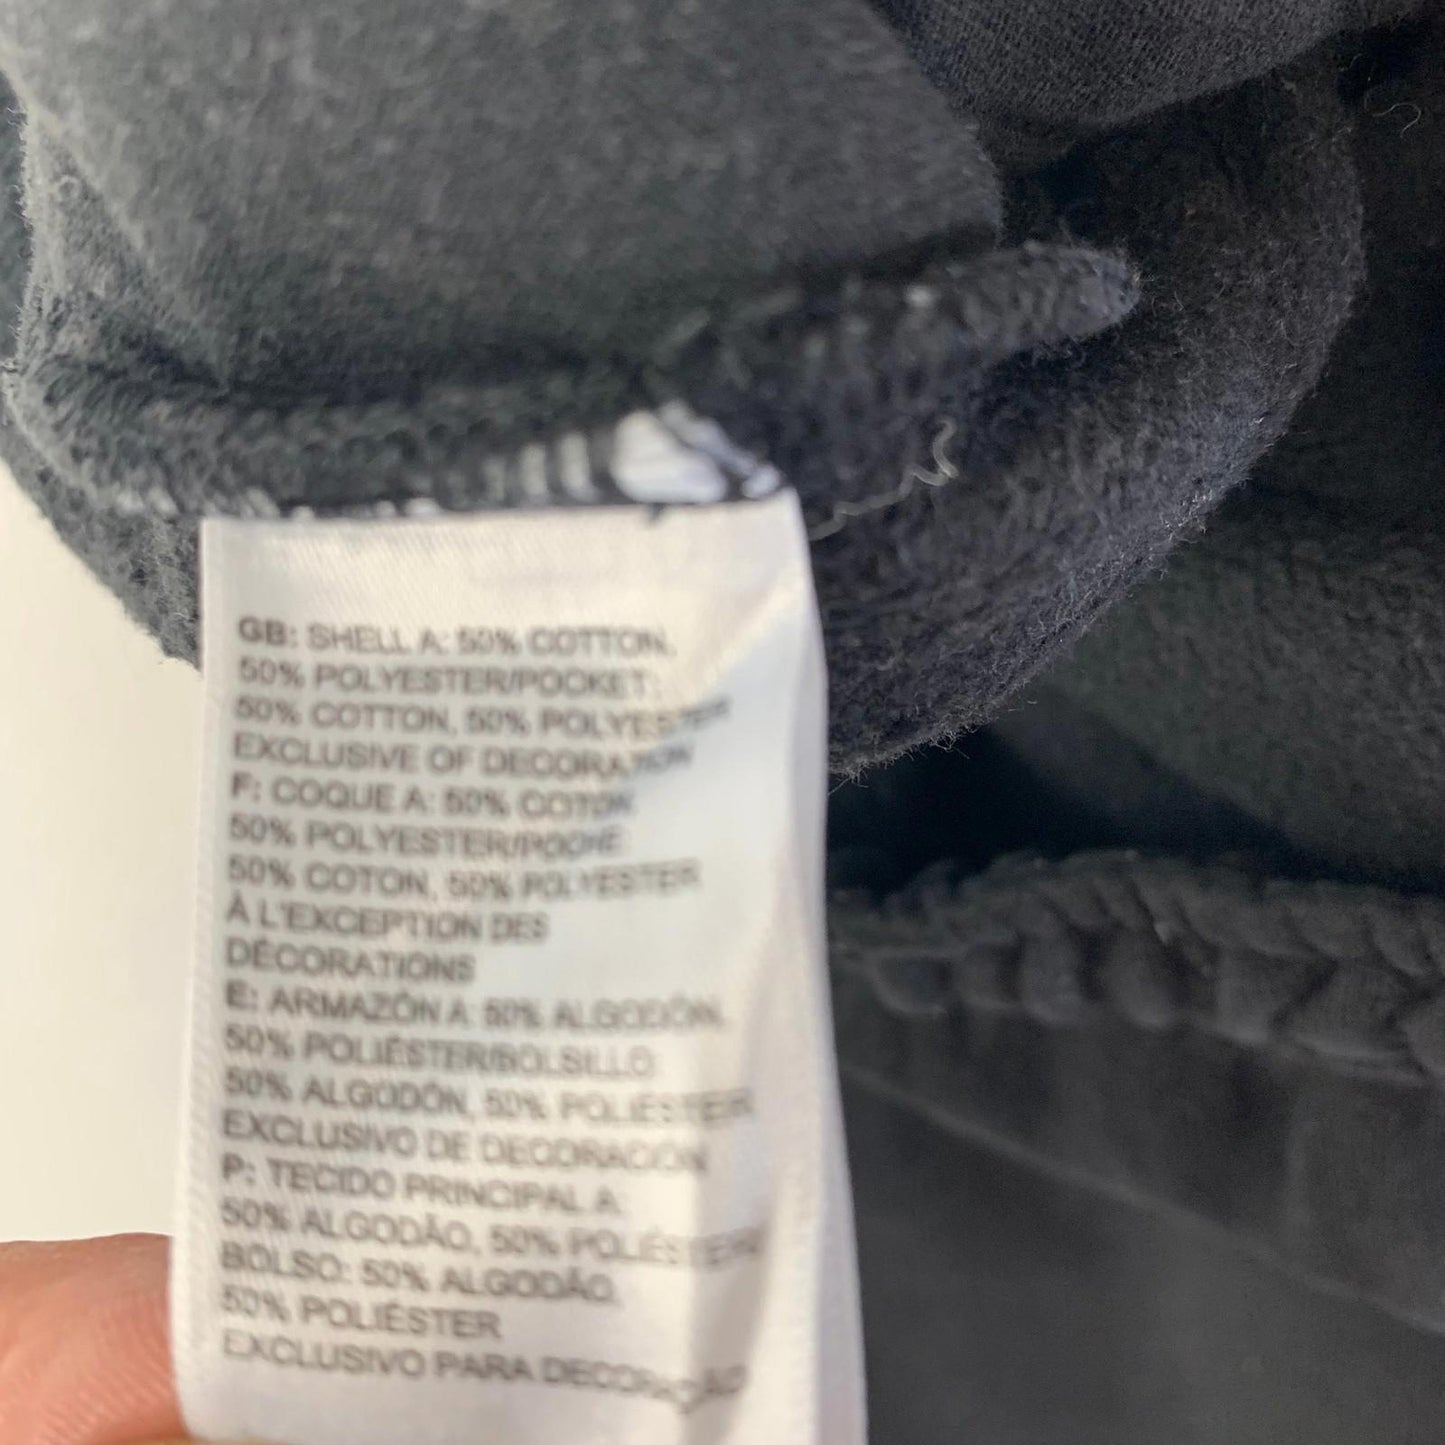 GB: SHELL A: 50% COTTON,
50% POLYESTER/POCKET:
50% COTTON, 50% POLYESTER
EXCLUSIVE OF DECORATION
F: COQUE A: 50% COTON,
50% POLYESTER/POCHE:
50% COTON, 50% POLYESTER
À L'EXCEPTION DES
DÉCORATIONS
E: ARMAZÓN A: 50% ALGODÓN,
50% POLIÉSTER/BOLSILLO:
50% ALGODÓN, 50% POLIÉSTER
EXCLUSIVO DE DECORACIÓN
P: TECIDO PRINCIPAL A:
50% ALGODÃO, 50% POLIÉSTER/
BOLSO: 50% ALGODÃO,
50% POLIÉSTER
EXCLUSIVO PARA DECORAÇÃO